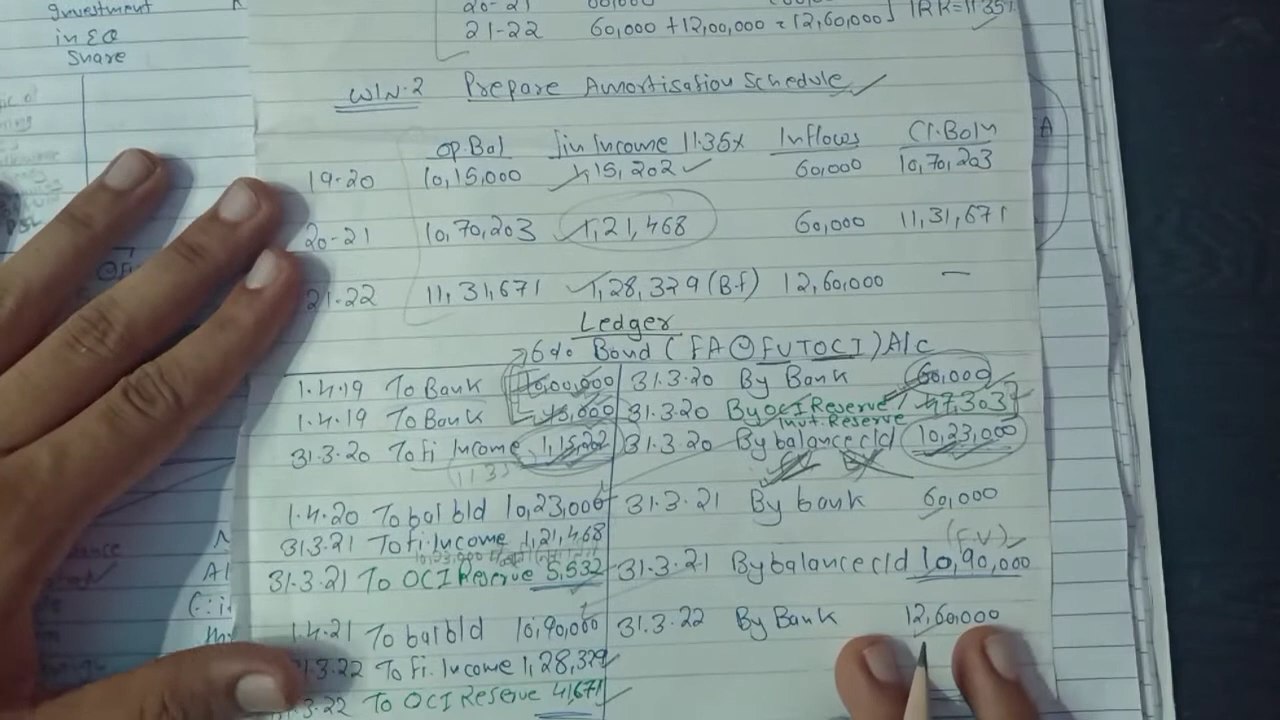 Investment
in EQ
Share
20-21 60,000
21-22 60,000 + 12,00,000 = [12,60,000] IRR=11.35%
W/N-2 Prepare Amortisation Schedule
op.Bal fin Income 11.35% Inflows Cl.Baln
19-20 10,15,000 1,15,202 60,000 10,70,203
20-21 10,70,203 1,21,468 60,000 11,31,671
21-22 11,31,671 1,28,329 (Bf) 12,60,000 —
Ledger
6% Bond (FA @ FVTOCI) A/c
1.4.19 To Bank 10,00,000 31.3.20 By Bank 60,000
1.4.19 To Bank 15,000 31.3.20 By OCI Reserve 47,303
Invt. Reserve
31.3.20 To fi Income 1,15,202 31.3.20 By balance c/d 10,23,000
1.4.20 To bal b/d 10,23,000 31.3.21 By bank 60,000
31.3.21 To fi. Income 1,21,468
(F.V)
31.3.21 To OCI Reserve 5,532 31.3.21 By balance c/d 10,90,000
1.4.21 To bal b/d 10,90,000 31.3.22 By Bank 12,60,000
31.3.22 To Fi. Income 1,28,329
3.22 To OCI Reserve 41,671